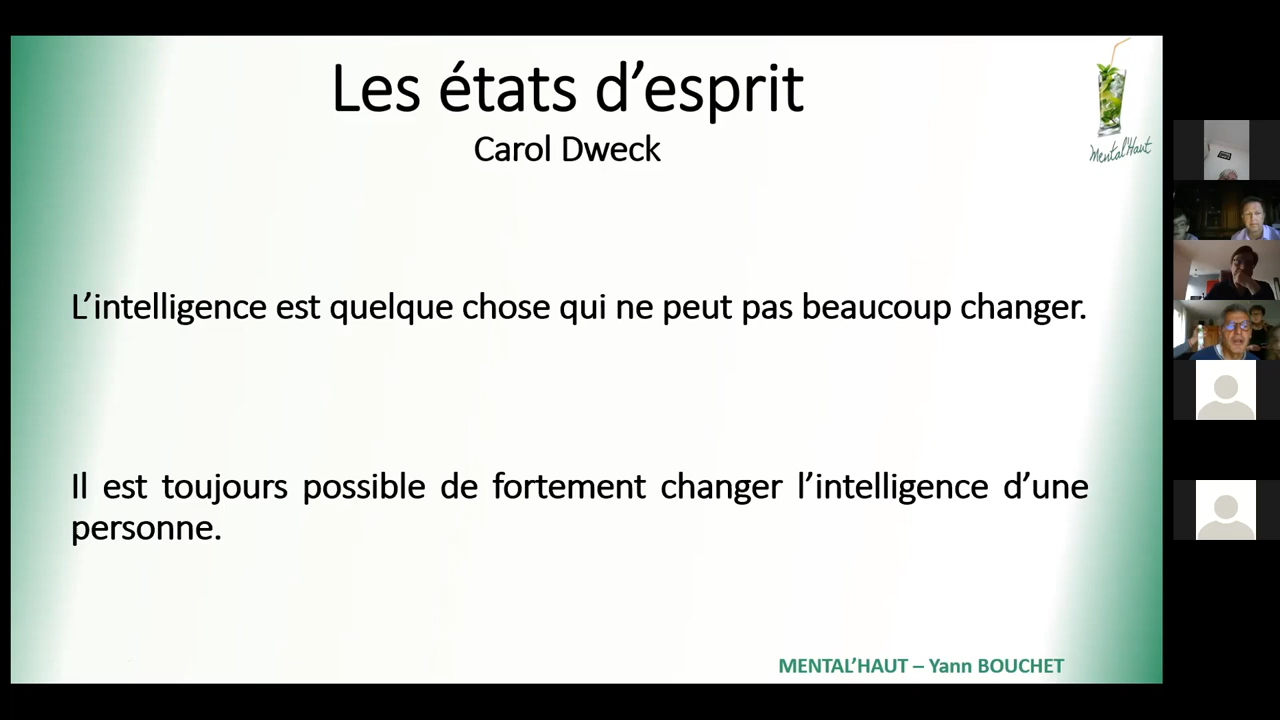 Les états d’esprit
Carol Dweck
Mental'Haut
L’intelligence est quelque chose qui ne peut pas beaucoup changer.
Il est toujours possible de fortement changer l’intelligence d’une
personne.
MENTAL’HAUT – Yann BOUCHET